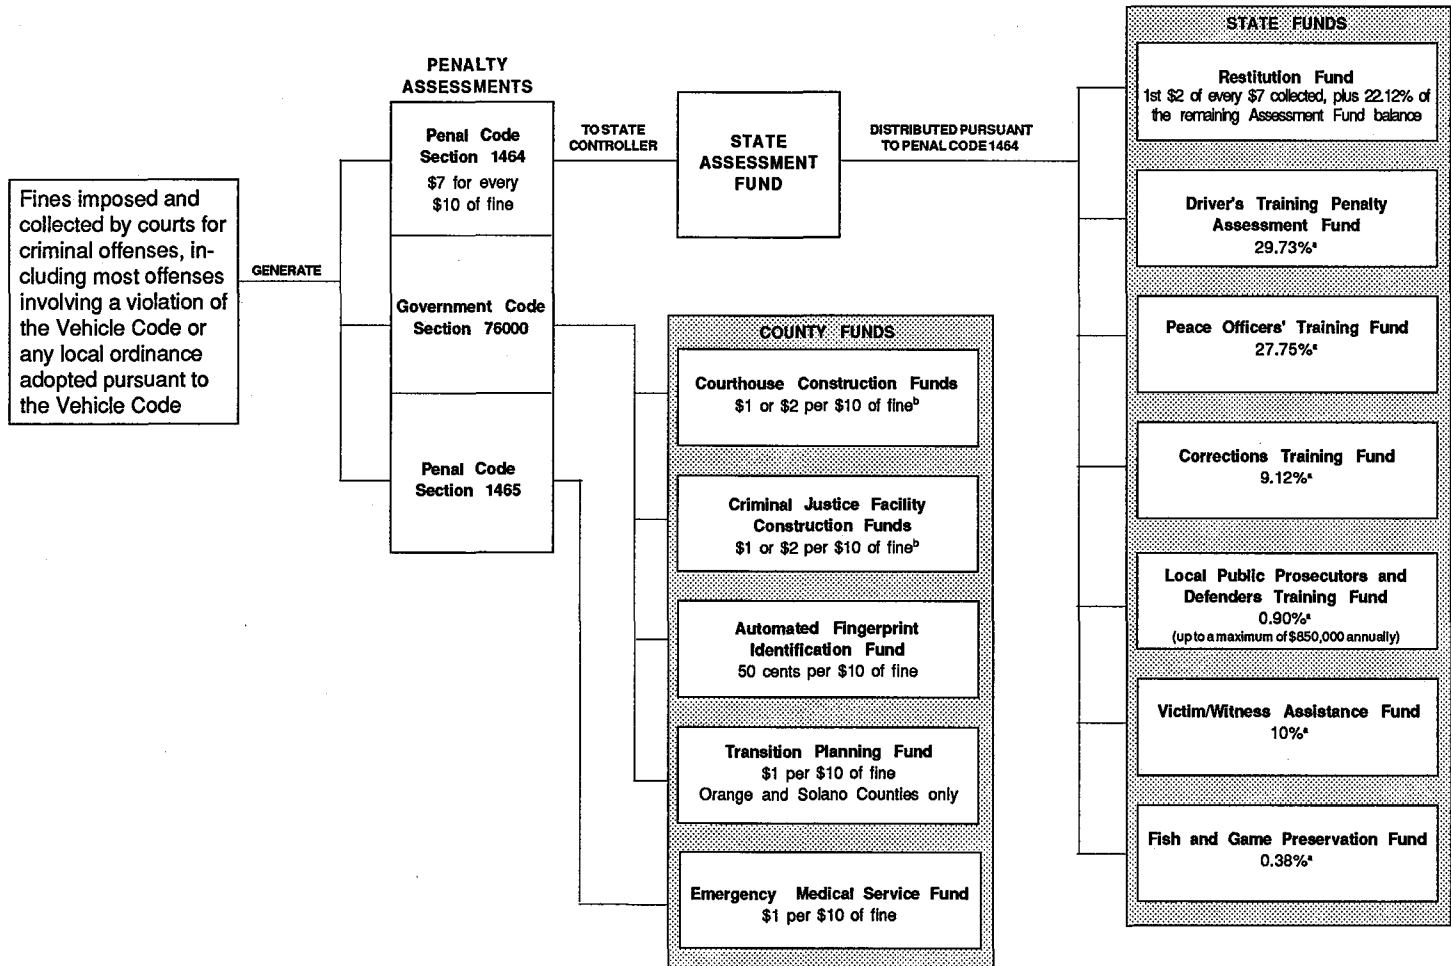 Fines imposed and
collected by courts for
criminal offenses, in-
cluding most offenses
involving a violation of
the Vehicle Code or
any local ordinance
adopted pursuant to
the Vehicle Code
GENERATE
PENALTY
ASSESSMENTS
Penal Code
Section 1464
$7 for every
$10 of fine
Government Code
Section 76000
Penal Code
Section 1465
TO STATE
CONTROLLER
STATE
ASSESSMENT
FUND
DISTRIBUTED PURSUANT
TO PENAL CODE 1464
COUNTY FUNDS
Courthouse Construction Funds
$1 or $2 per $10 of fineᵇ
Criminal Justice Facility
Construction Funds
$1 or $2 per $10 of fineᵇ
Automated Fingerprint
Identification Fund
50 cents per $10 of fine
Transition Planning Fund
$1 per $10 of fine
Orange and Solano Counties only
Emergency Medical Service Fund
$1 per $10 of fine
STATE FUNDS
Restitution Fund
1st $2 of every $7 collected, plus 22.12% of
the remaining Assessment Fund balance
Driver's Training Penalty
Assessment Fund
29.73%ᵃ
Peace Officers' Training Fund
27.75%ᵃ
Corrections Training Fund
9.12%ᵃ
Local Public Prosecutors and
Defenders Training Fund
0.90%ᵃ
(up to a maximum of $850,000 annually)
Victim/Witness Assistance Fund
10%ᵃ
Fish and Game Preservation Fund
0.38%ᵃ